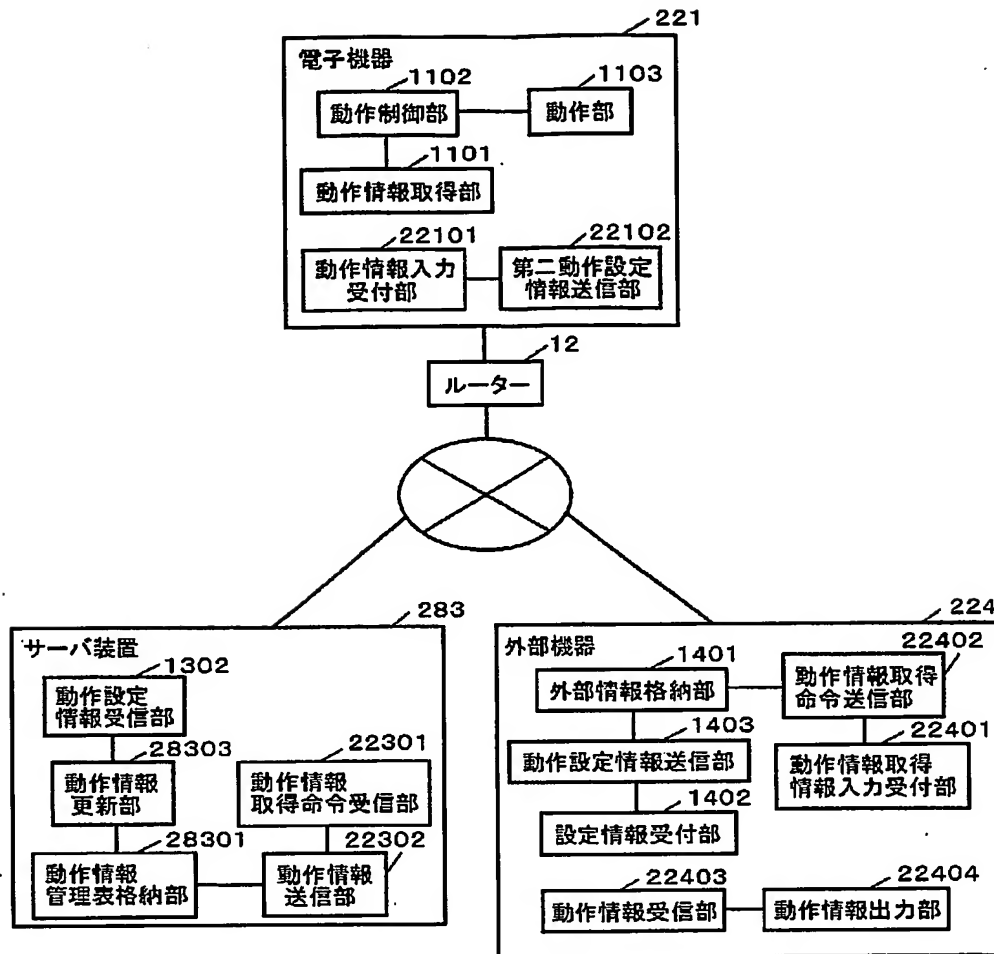 221
電子機器
1102
1103
動作制御部
動作部
1101
動作情報取得部
22101
22102
動作情報入力
受付部
第二動作設定
情報送信部
12
ルーター
283
サーバ装置
1302
動作設定
情報受信部
28303
22301
動作情報
更新部
動作情報
取得命令受信部
28301
22302
動作情報
管理表格納部
動作情報
送信部
224
外部機器
22402
1401
外部情報格納部
動作情報取得
命令送信部
1403
22401
動作設定情報送信部
動作情報取得
情報入力受付部
1402
設定情報受付部
22403
22404
動作情報受信部
動作情報出力部